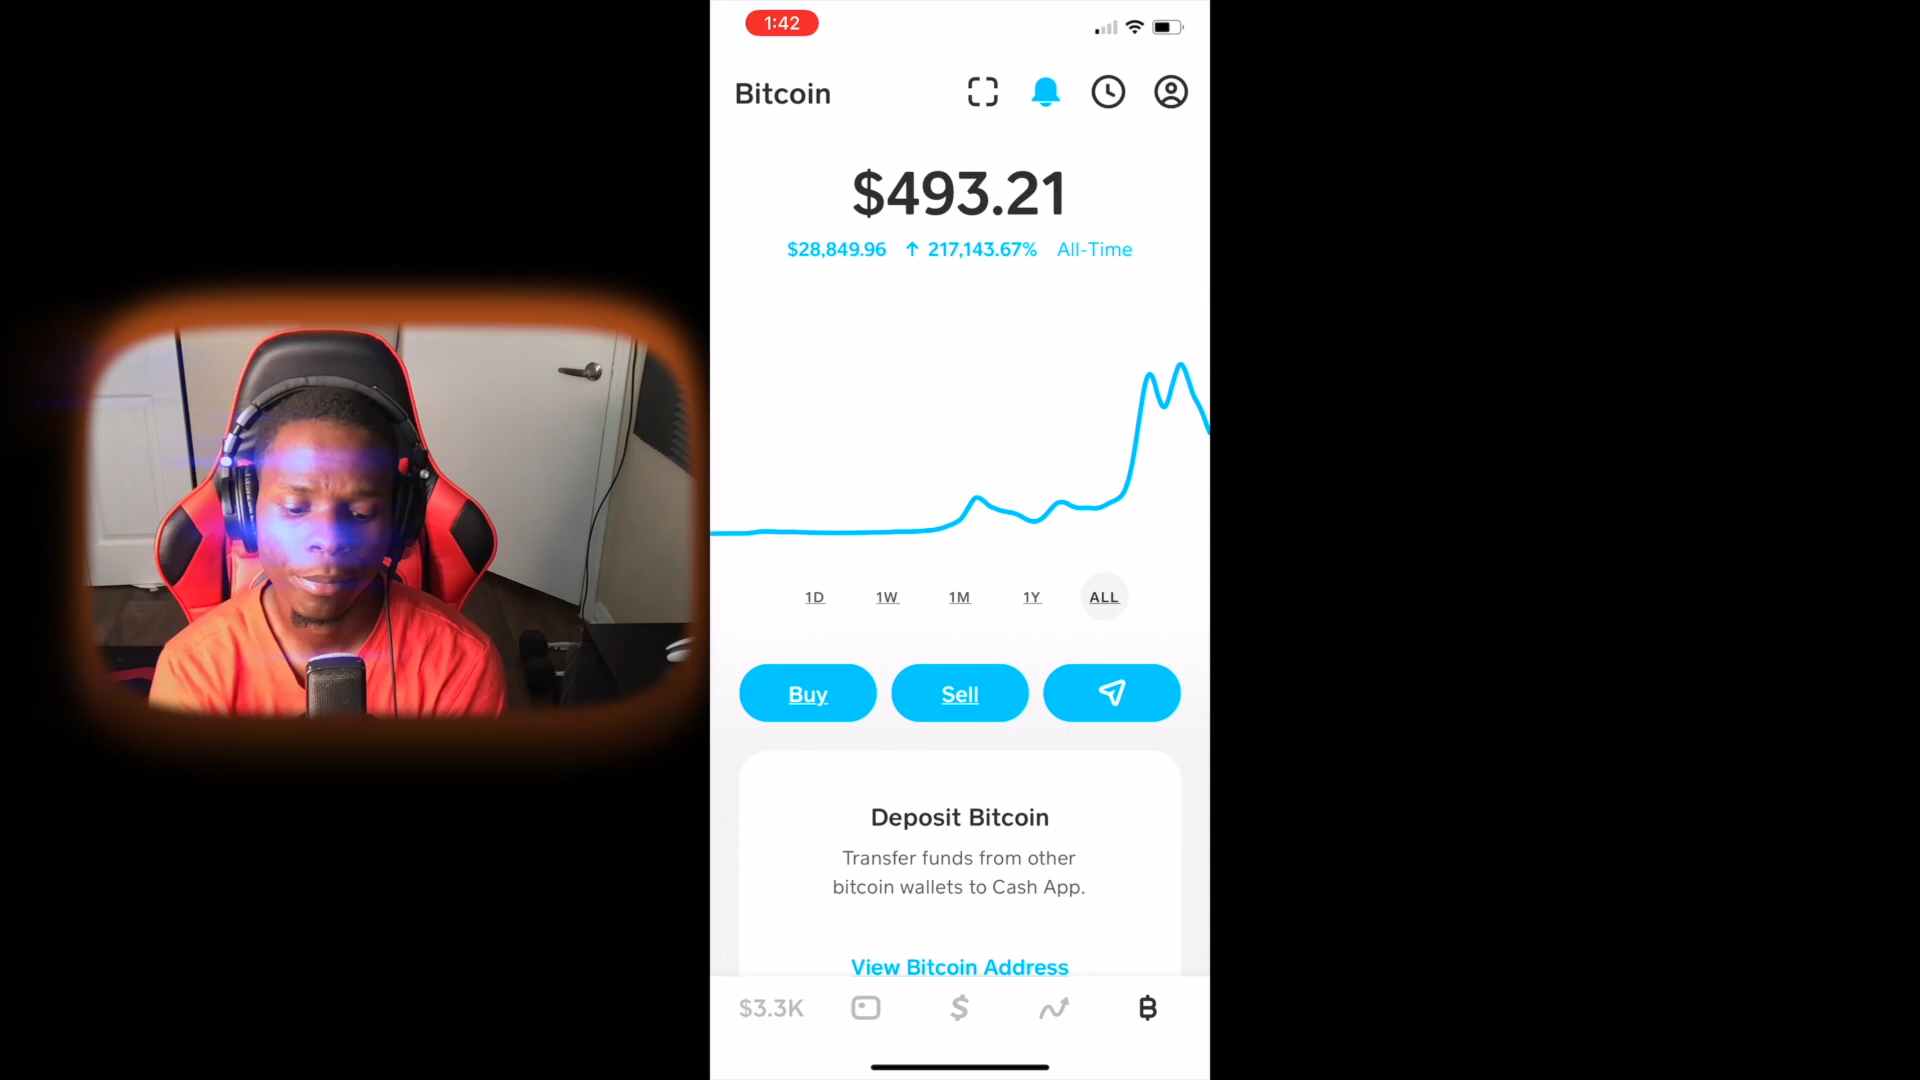 1:42
Bitcoin
$493.21
$28,849.96 ↑ 217,143.67% All-Time
1D 1W 1M 1Y ALL
Buy Sell
Deposit Bitcoin
Transfer funds from other
bitcoin wallets to Cash App.
View Bitcoin Address
$3.3K $ ₿